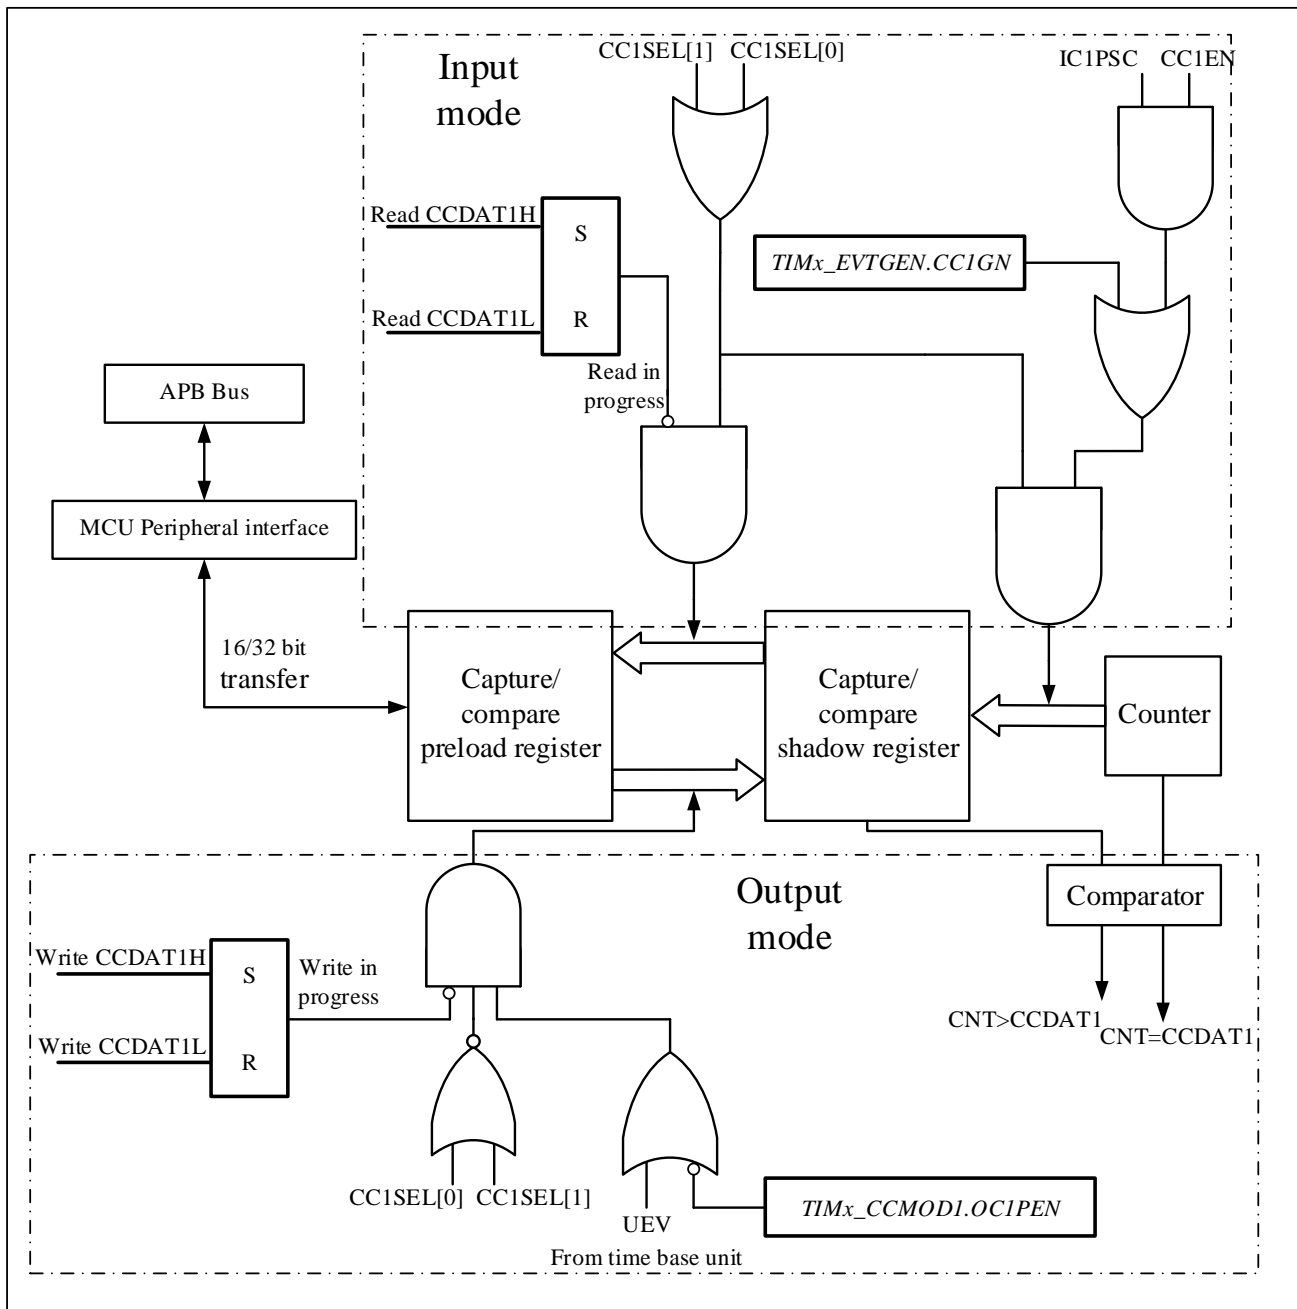 CC1SEL[1] CC1SEL[0]
IC1PSC CC1EN
Input
mode
Read CCDAT1H
S
TIMx_EVTGEN.CC1GN
Read CCDAT1L
R
Read in
progress
APB Bus
MCU Peripheral interface
16/32 bit
transfer
Capture/
compare
preload register
Capture/
compare
shadow register
Counter
Output
mode
Comparator
Write CCDAT1H
S
Write in
progress
Write CCDAT1L
R
CNT>CCDAT1
CNT=CCDAT1
CC1SEL[0] CC1SEL[1]
UEV
TIMx_CCMOD1.OC1PEN
From time base unit